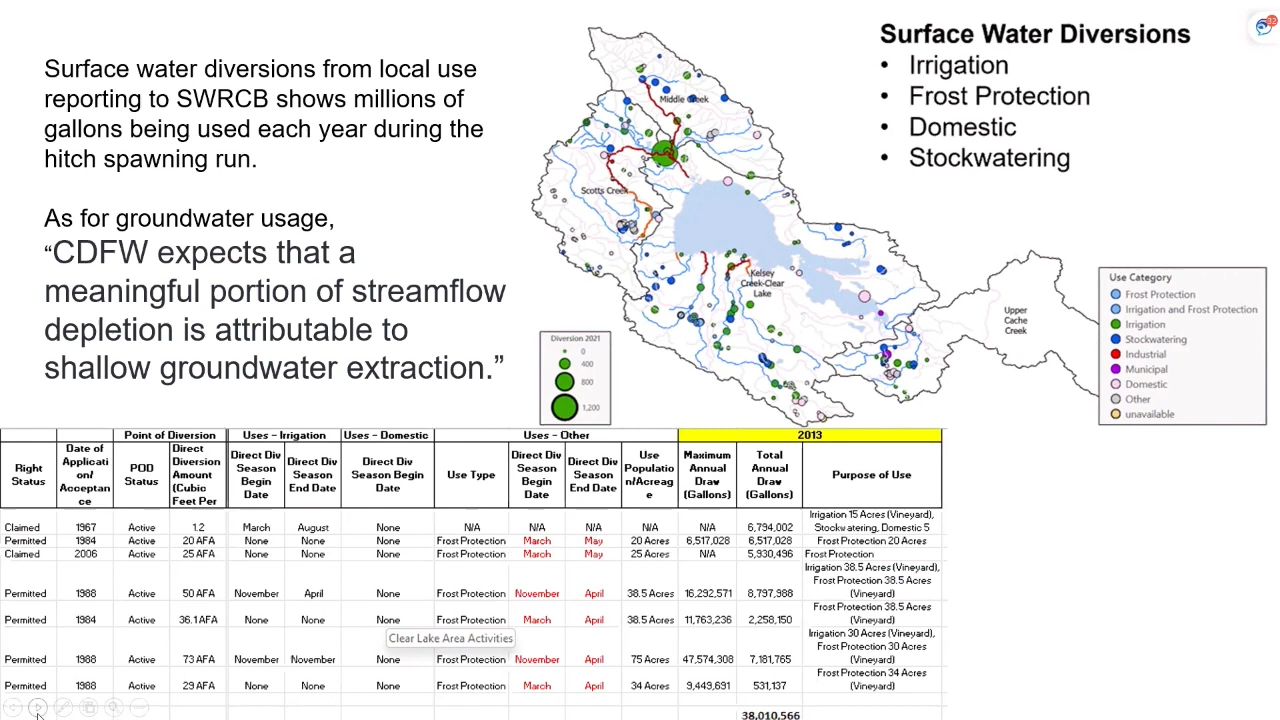 Surface water diversions from local use
reporting to SWRCB shows millions of
gallons being used each year during the
hitch spawning run.
As for groundwater usage,
“CDFW expects that a
meaningful portion of streamflow
depletion is attributable to
shallow groundwater extraction.”
Surface Water Diversions
• Irrigation
• Frost Protection
• Domestic
• Stockwatering
Middle Creek
Scotts Creek
Kelsey
Creek-Clear
Lake
Upper
Cache
Creek
Diversion 2021
0
400
800
1,200
Use Category
Frost Protection
Irrigation and Frost Protection
Irrigation
Stockwatering
Industrial
Municipal
Domestic
Other
unavailable
Point of Diversion Uses - Irrigation Uses - Domestic Uses - Other 2013
Right
Status
Date of
Applicati
on/
Acceptan
ce
POD
Status
Direct
Diversion
Amount
(Cubic
Feet Per
Direct Div
Season
Begin
Date
Direct Div
Season
End Date
Direct Div
Season Begin
Date
Use Type
Direct Div
Season
Begin
Date
Direct Div
Season
End Date
Use
Populatio
n/Acreag
e
Maximum
Annual
Draw
(Gallons)
Total
Annual
Draw
(Gallons)
Purpose of Use
Claimed 1967 Active 1.2 March August None N/A N/A N/A N/A N/A 6,794,002 Irrigation 15 Acres (Vineyard),
Stockwatering, Domestic 5
Permitted 1984 Active 20 AFA None None None Frost Protection March May 20 Acres 6,517,028 6,517,028 Frost Protection 20 Acres
Claimed 2006 Active 25 AFA None None None Frost Protection March May 25 Acres N/A 5,930,496 Frost Protection
Permitted 1988 Active 50 AFA November April None Frost Protection November April 38.5 Acres 16,292,571 8,797,988 Irrigation 38.5 Acres (Vineyard),
Frost Protection 38.5 Acres
(Vineyard)
Permitted 1984 Active 36.1 AFA None None None Frost Protection March April 38.5 Acres 11,763,236 2,258,150 Frost Protection 38.5 Acres
(Vineyard)
Clear Lake Area Activities
Permitted 1988 Active 73 AFA November November None Frost Protection November April 75 Acres 47,574,308 7,181,765 Irrigation 30 Acres (Vineyard),
Frost Protection 30 Acres
(Vineyard)
Permitted 1988 Active 29 AFA None None None Frost Protection March April 34 Acres 9,449,691 531,137 Frost Protection 34 Acres
(Vineyard)
38,010,566